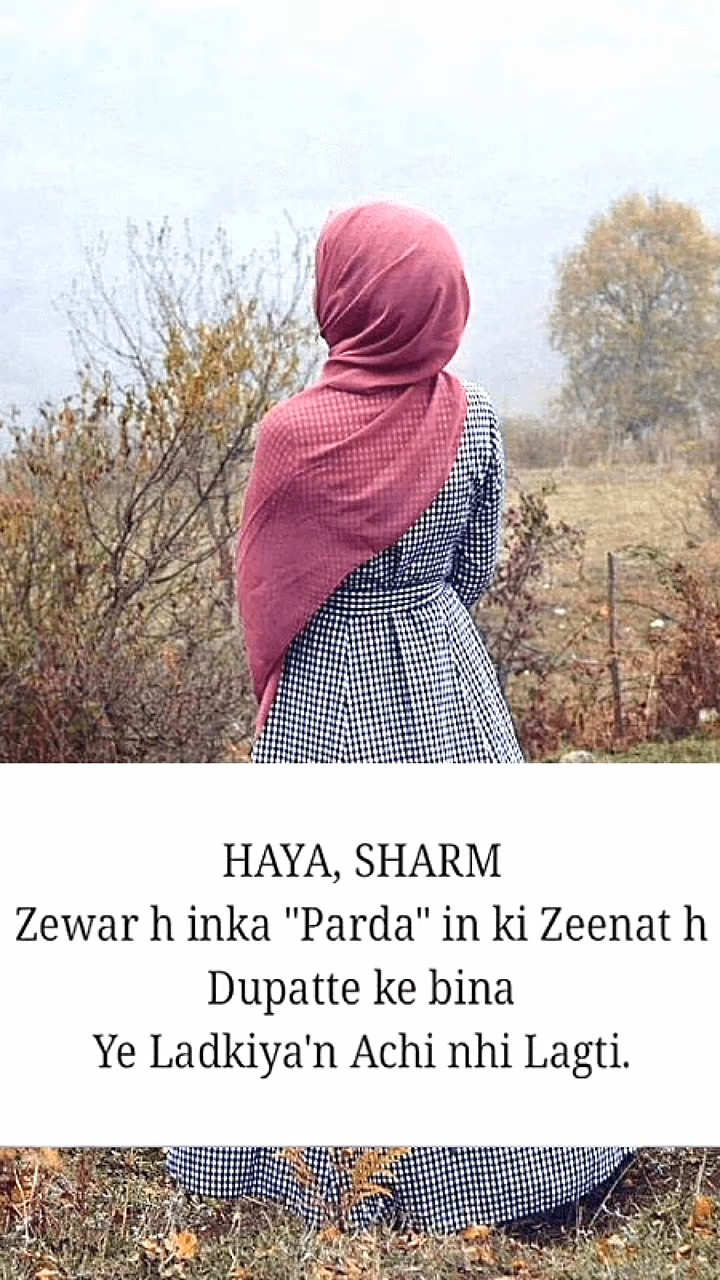 HAYA, SHARM
Zewar h inka "Parda" in ki Zeenat h
Dupatte ke bina
Ye Ladkiya'n Achi nhi Lagti.